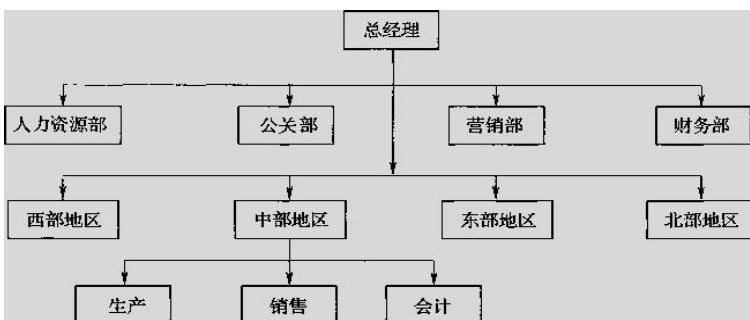 总经理
人力资源部
公关部
营销部
财务部
西部地区
中部地区
东部地区
北部地区
生产
销售
会计